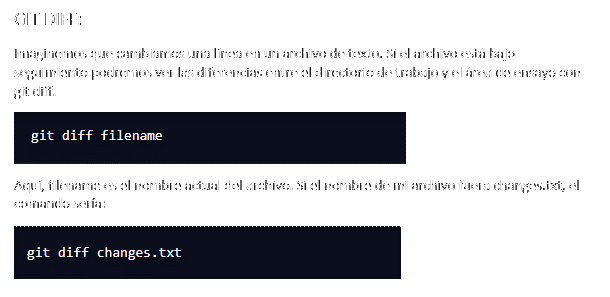 GIT DIFF:
Imaginemos que cambiamos una línea en un archivo de texto. Si el archivo está bajo
seguimiento podremos ver las diferencias entre el directorio de trabajo y el área de ensayo con
git diff.
git diff filename
Aquí, filename es el nombre actual del archivo. Si el nombre de mi archivo fuera changes.txt, el
comando sería:
git diff changes.txt